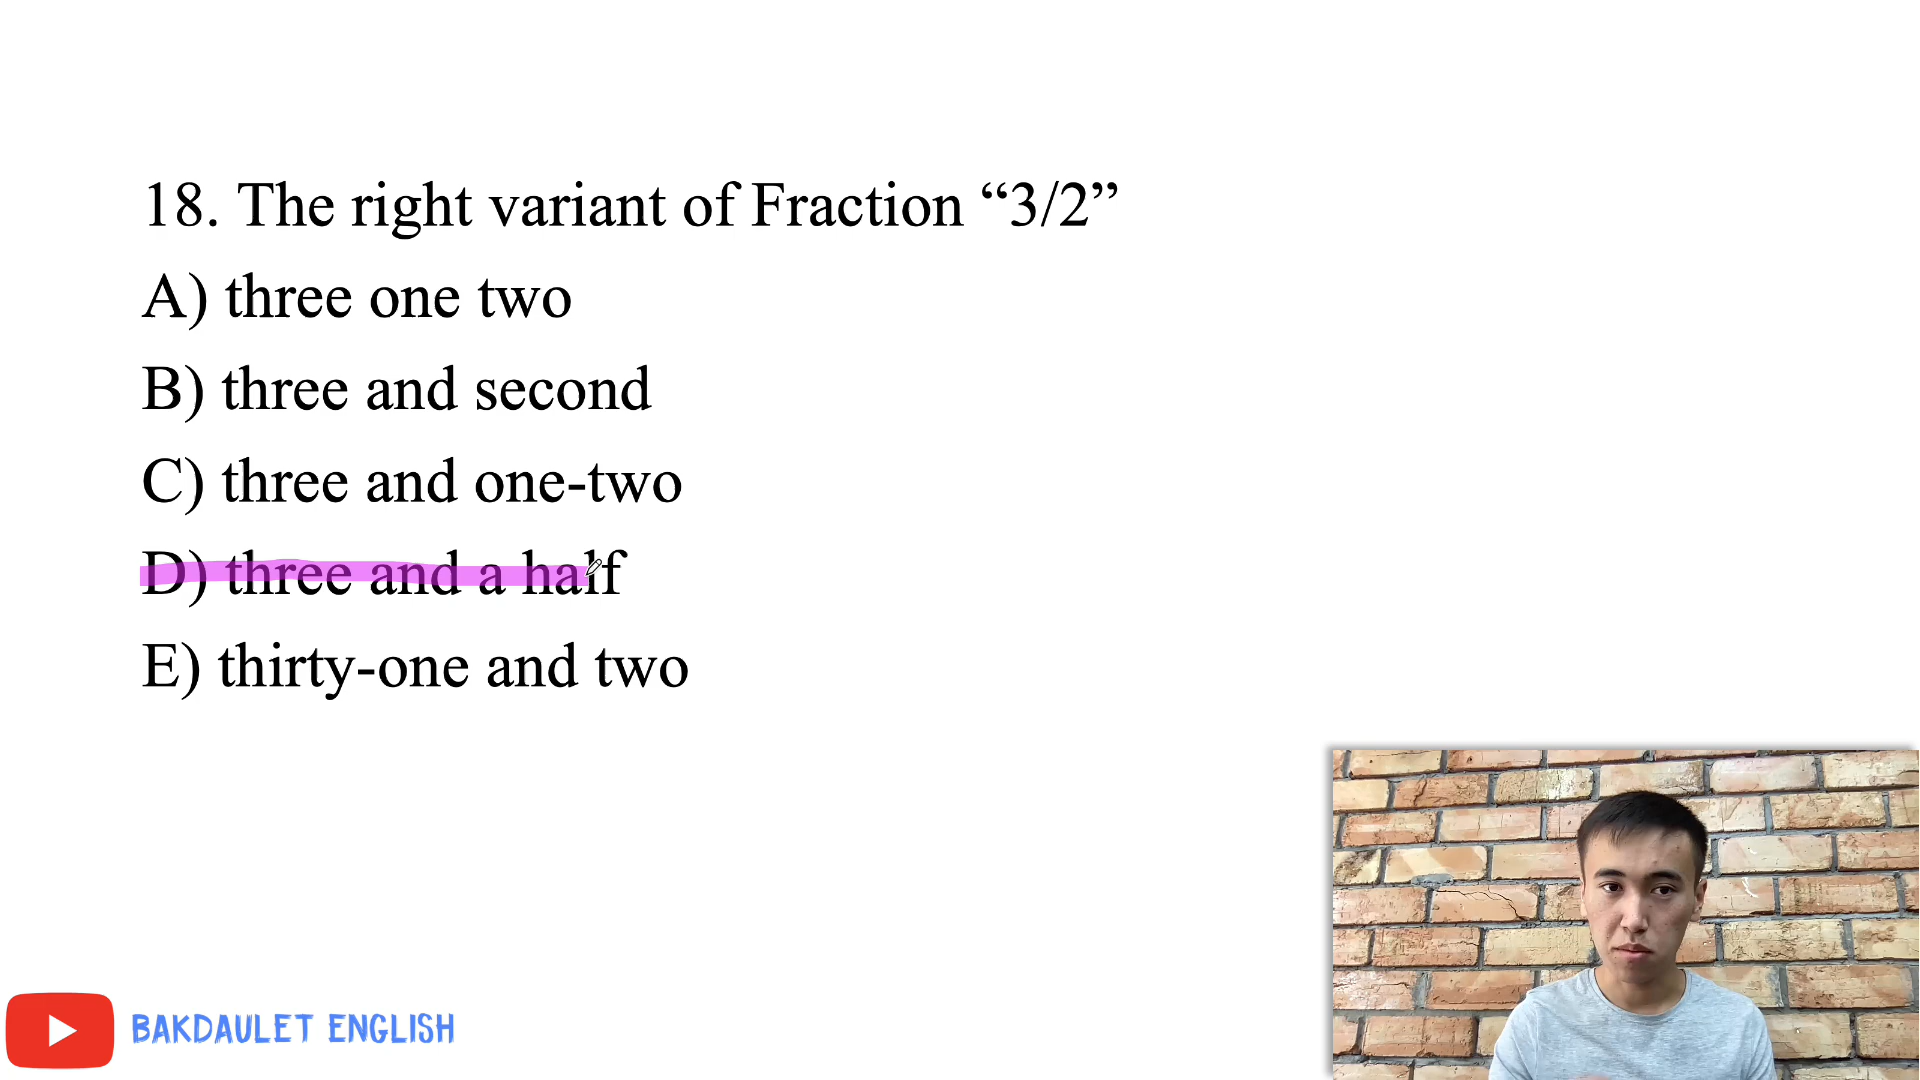 18. The right variant of Fraction “3/2”
A) three one two
B) three and second
C) three and one-two
D) three and a half
E) thirty-one and two
BAKDAULET ENGLISH